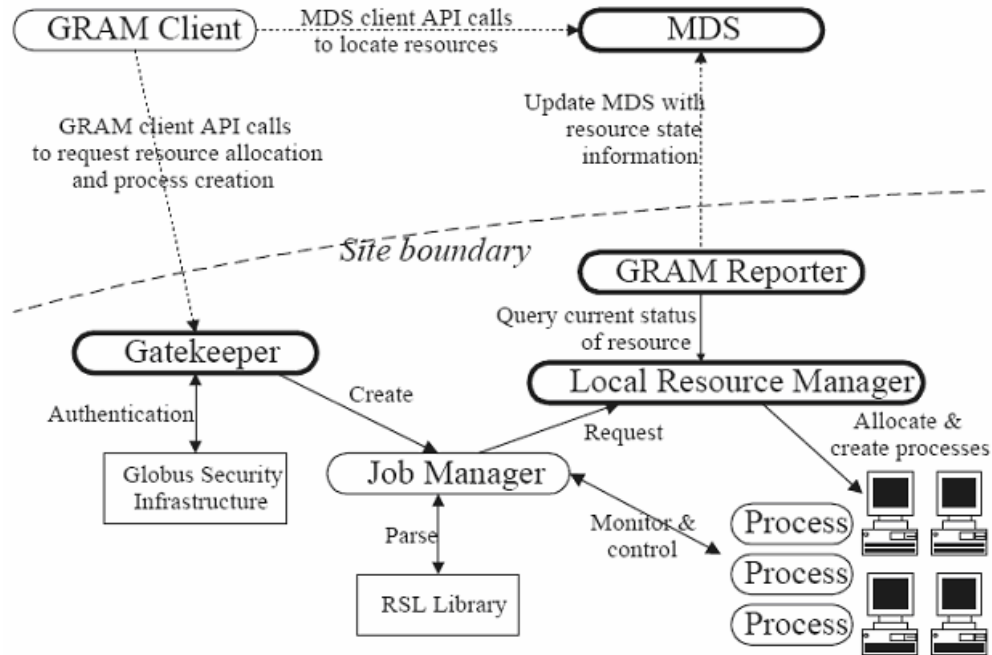 GRAM Client
MDS client API calls
to locate resources
MDS
GRAM client API calls
to request resource allocation
and process creation
Update MDS with
resource state
information
Site boundary
GRAM Reporter
Query current status
of resource
Gatekeeper
Local Resource Manager
Authentication
Create
Request
Allocate &
create processes
Globus Security
Infrastructure
Job Manager
Monitor &
control
Parse
RSL Library
Process
Process
Process